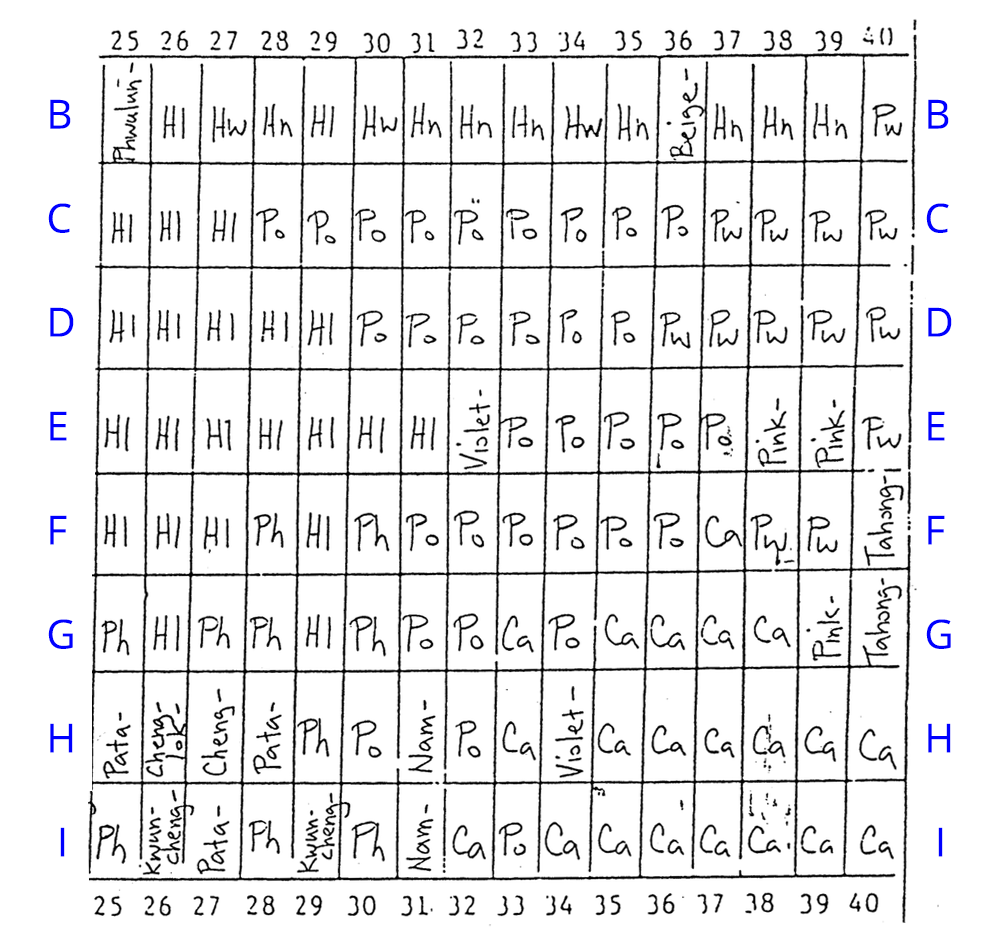 25 26 27 28 29 30 31 32 33 34 35 36 37 38 39 40
B Phwalun- Hl Hw Hn Hl Hw Hn Hn Hn Hw Hn Beige- Hn Hn Hn Pw B
C Hl Hl Hl Po Po Po Po Po Po Po Po Po Pw Pw Pw Pw C
D Hl Hl Hl Hl Hl Po Po Po Po Po Po Pw Pw Pw Pw Pw D
E Hl Hl Hl Hl Hl Hl Hl Violet- Po Po Po Po Po Pink- Pink- Pw E
F Hl Hl Hl Ph Hl Ph Po Po Po Po Po Po Ca Pw Pw Tahong- F
G Ph Hl Ph Ph Hl Ph Po Po Ca Po Ca Ca Ca Ca Pink- Tahong- G
H Pata- Cheng-lok- Cheng- Pata- Ph Po Nam- Po Ca Violet- Ca Ca Ca Ca Ca Ca H
I Ph Kwun-cheng- Pata- Ph Kwun-cheng- Ph Nam- Ca Po Ca Ca Ca Ca Ca. Ca Ca I
25 26 27 28 29 30 31. 32 33 34 35 36 37 38 39 40